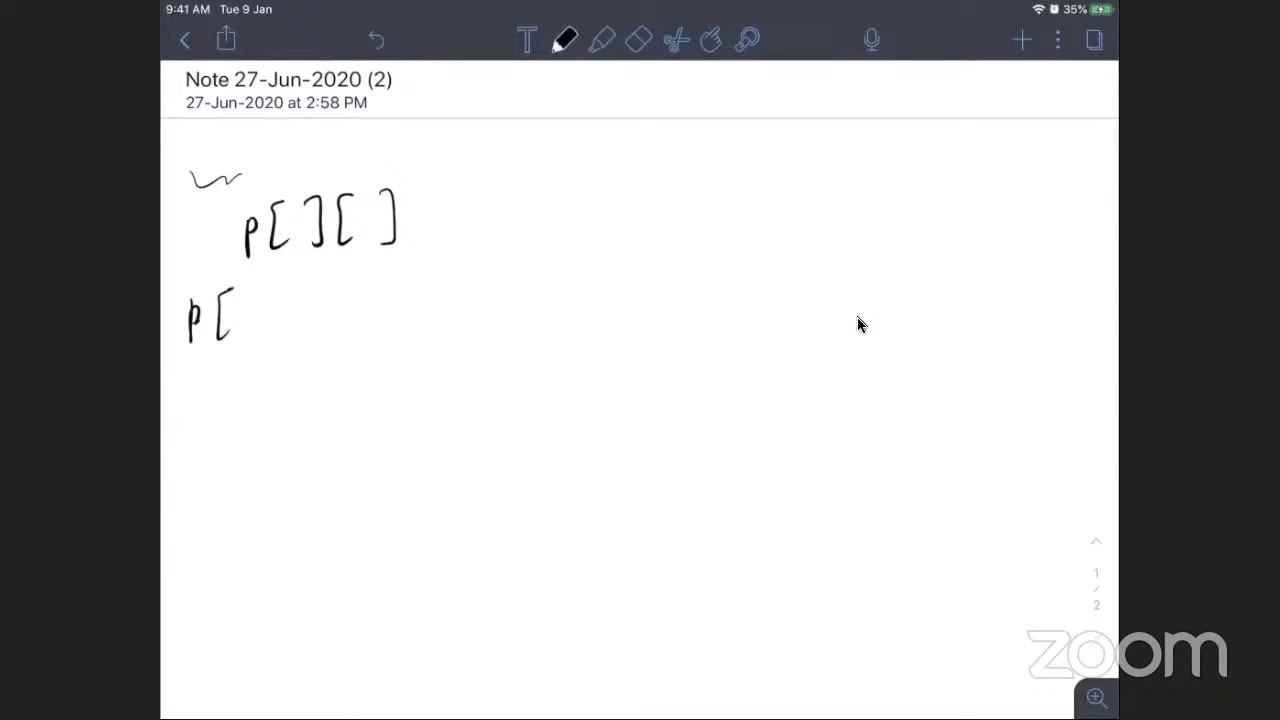 9:41 AM Tue 9 Jan 35%
T
Note 27-Jun-2020 (2)
27-Jun-2020 at 2:58 PM
p[ ][ ]
p[
1
/
2
zoom